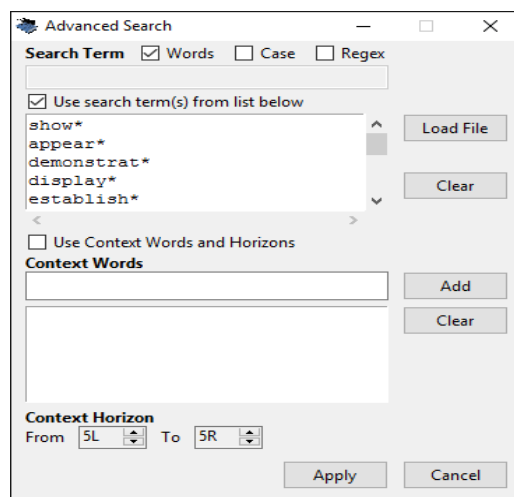 Advanced Search
Search Term Words Case Regex
Use search term(s) from list below
show*
appear*
demonstrat*
display*
establish*
Load File
Clear
Use Context Words and Horizons
Context Words
Add
Clear
Context Horizon
From 5L To 5R
Apply Cancel